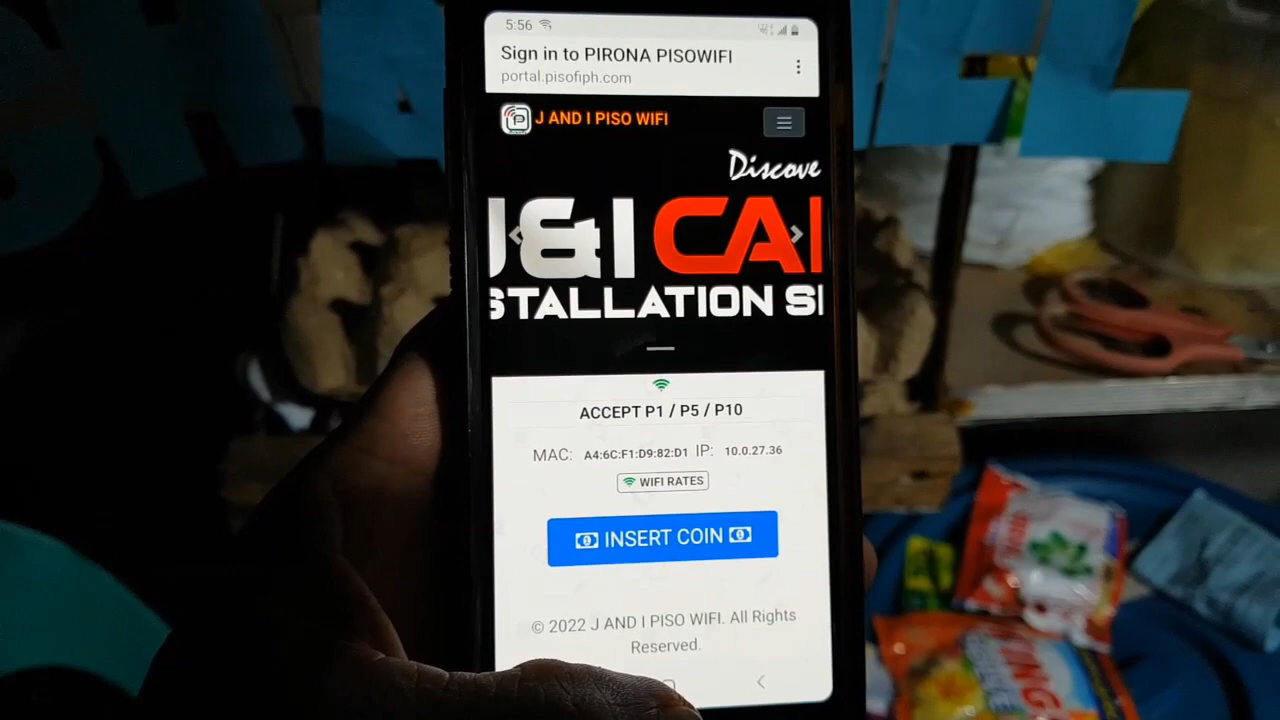 5:56
Sign in to PIRONA PISOWIFI
portal.pisofiph.com
J AND I PISO WIFI
Discove
J&I CA
STALLATION S
ACCEPT P1 / P5 / P10
MAC: A4:6C:F1:D9:82:D1 IP: 10.0.27.36
WIFI RATES
INSERT COIN
© 2022 J AND I PISO WIFI. All Rights
Reserved.